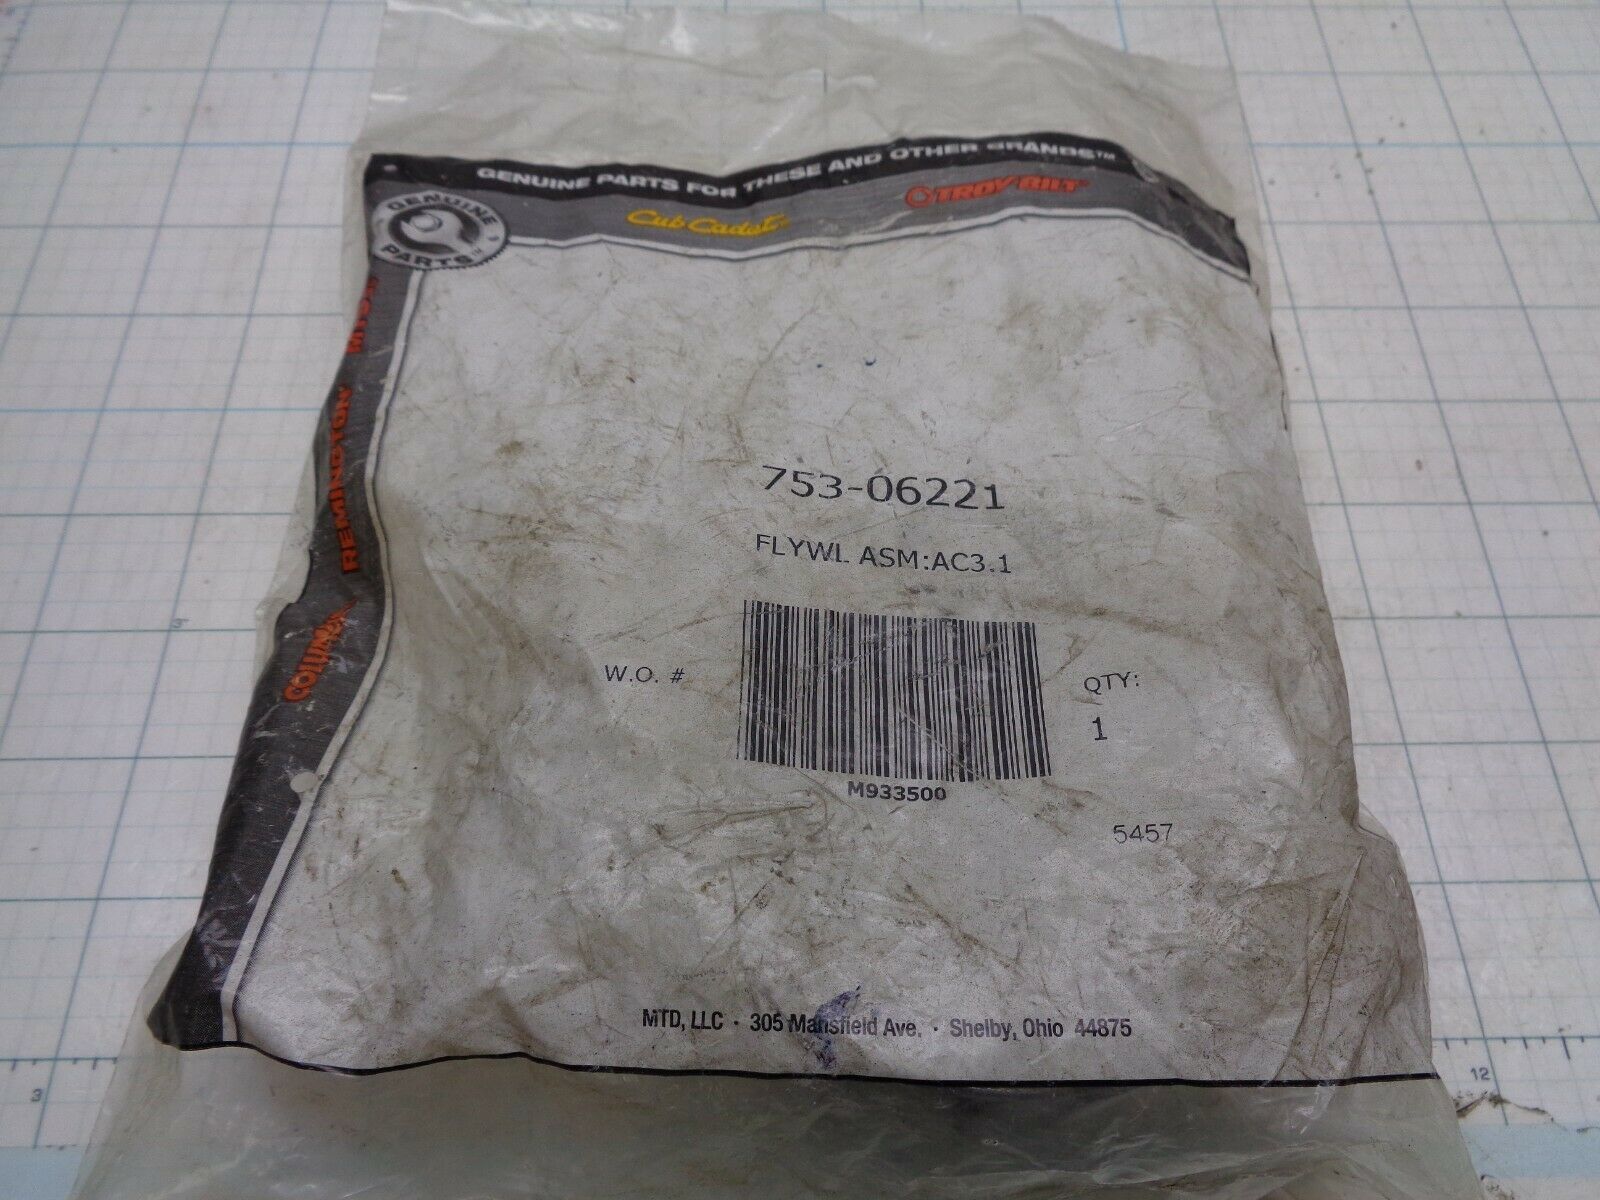 GENUINE PARTS FOR THESE AND OTHER BRANDS™
GENUINE PARTS™
Cub Cadet
TROY-BILT
MTD
REMINGTON
COLUMBIA
753-06221
FLYWL ASM:AC3.1
W.O. #
QTY:
1
M933500
5457
MTD, LLC · 305 Mansfield Ave. · Shelby, Ohio 44875
3
12